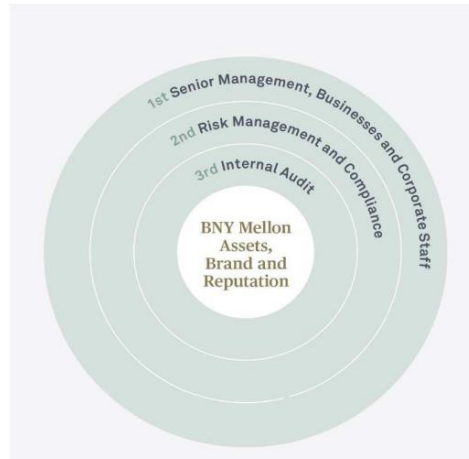 1st Senior Management, Businesses and Corporate Staff
2nd Risk Management and Compliance
3rd Internal Audit
BNY Mellon
Assets,
Brand and
Reputation